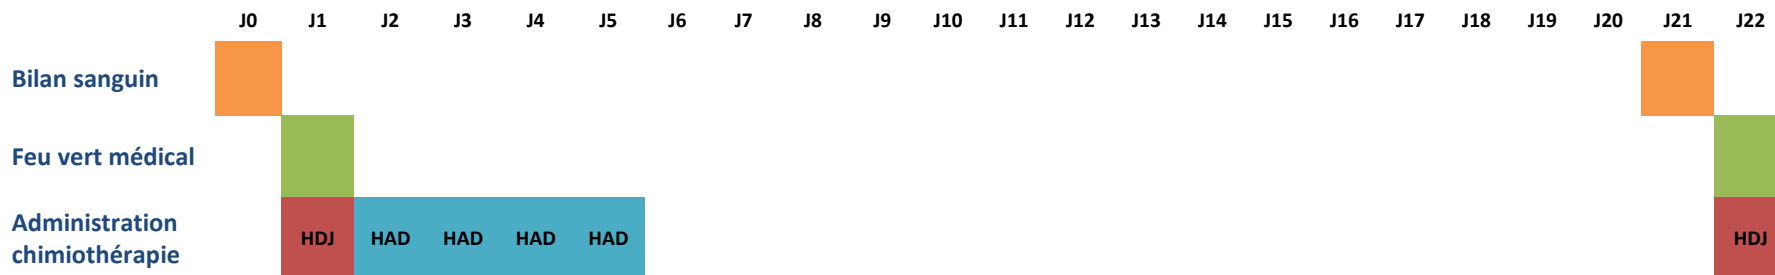 J0 J1 J2 J3 J4 J5 J6 J7 J8 J9 J10 J11 J12 J13 J14 J15 J16 J17 J18 J19 J20 J21 J22
Bilan sanguin
Feu vert médical
Administration
chimiothérapie
HDJ HAD HAD HAD HAD HDJ